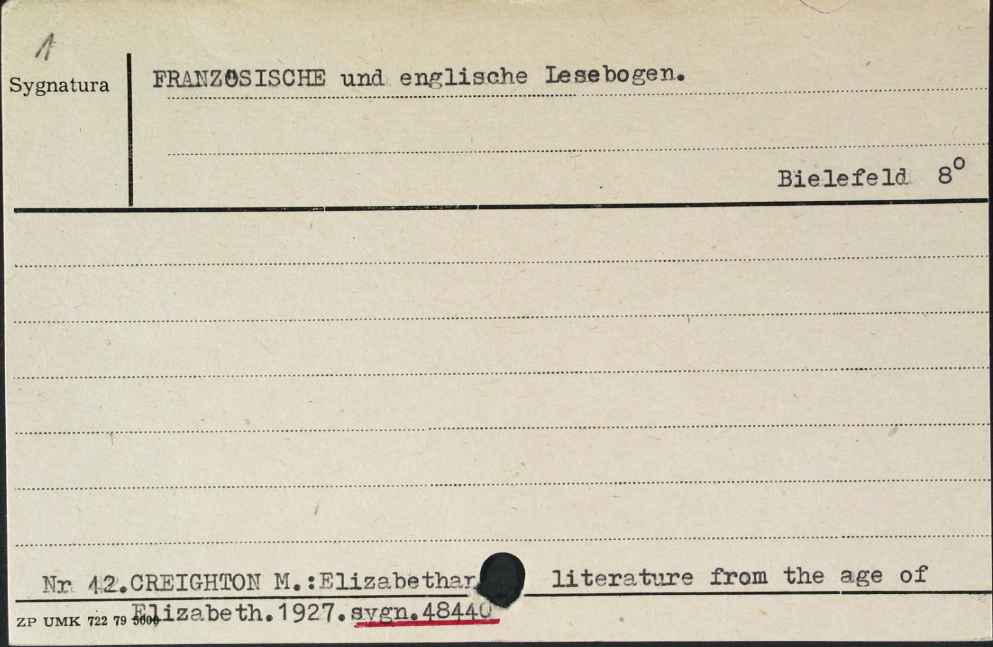 1
Sygnatura
FRANZÖSISCHE und englische Lesebogen.
Bielefeld 8°
Nr 42.CREIGHTON M.:Elizabethan literature from the age of
Elizabeth.1927.sygn.48440
ZP UMK 722 79 5000